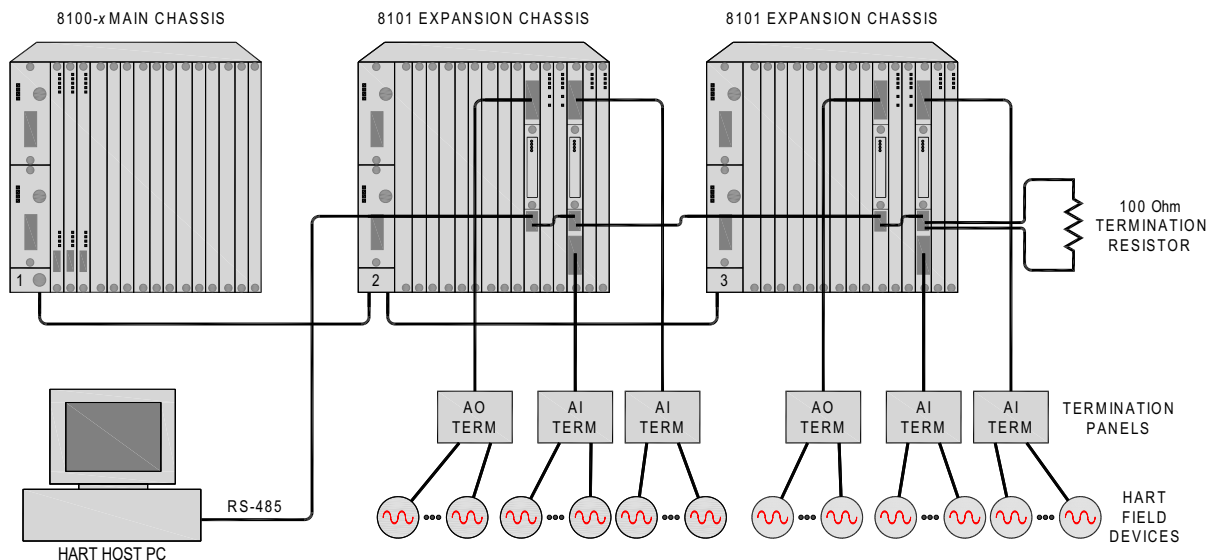 8100-x MAIN CHASSIS
8101 EXPANSION CHASSIS
8101 EXPANSION CHASSIS
1
2
3
100 Ohm
TERMINATION
RESISTOR
AO
TERM
AI
TERM
AI
TERM
AO
TERM
AI
TERM
AI
TERM
TERMINATION
PANELS
RS-485
HART
FIELD
DEVICES
HART HOST PC